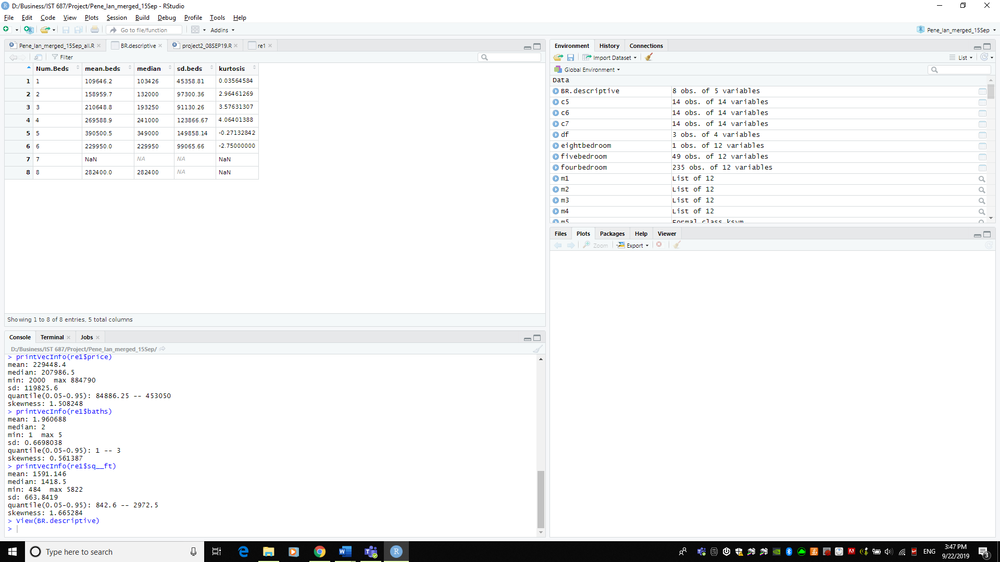 D:/Business/IST 687/Project/Pene_Ian_merged_15Sep - RStudio
File Edit Code View Plots Session Build Debug Profile Tools Help
Go to file/function Addins Pene_Ian_merged_15Sep
Pene_Ian_merged_15Sep_all.R BR.descriptive project2_08SEP19.R re1
Filter
Num.Beds mean.beds median sd.beds kurtosis
1 1 109646.2 103426 45358.81 0.03564584
2 2 158959.7 132000 97300.36 2.96461269
3 3 210648.8 193250 91130.26 3.57631307
4 4 269588.9 241000 123866.67 4.06401388
5 5 390500.5 349000 149858.14 -0.27132842
6 6 229950.0 229950 99065.66 -2.75000000
7 7 NaN NA NA NaN
8 8 282400.0 282400 NA NaN
Showing 1 to 8 of 8 entries, 5 total columns
Console Terminal Jobs
D:/Business/IST 687/Project/Pene_Ian_merged_15Sep/
> printVecInfo(re1$price)
mean: 229448.4
median: 207986.5
min: 2000 max 884790
sd: 119825.6
quantile(0.05-0.95): 84886.25 -- 453050
skewness: 1.508248
> printVecInfo(re1$baths)
mean: 1.960688
median: 2
min: 1 max 5
sd: 0.6698038
quantile(0.05-0.95): 1 -- 3
skewness: 0.561387
> printVecInfo(re1$sq__ft)
mean: 1591.146
median: 1418.5
min: 484 max 5822
sd: 663.8419
quantile(0.05-0.95): 842.6 -- 2972.5
skewness: 1.665284
> View(BR.descriptive)
>
Environment History Connections
Import Dataset List
Global Environment
Data
BR.descriptive 8 obs. of 5 variables
c5 14 obs. of 14 variables
c6 14 obs. of 14 variables
c7 14 obs. of 14 variables
df 3 obs. of 4 variables
eightbedroom 1 obs. of 12 variables
fivebedroom 49 obs. of 12 variables
fourbedroom 235 obs. of 12 variables
m1 List of 12
m2 List of 12
m3 List of 12
m4 List of 12
m5 Formal class ksvm
Files Plots Packages Help Viewer
Zoom Export
Type here to search
ENG
3:47 PM
9/22/2019
3